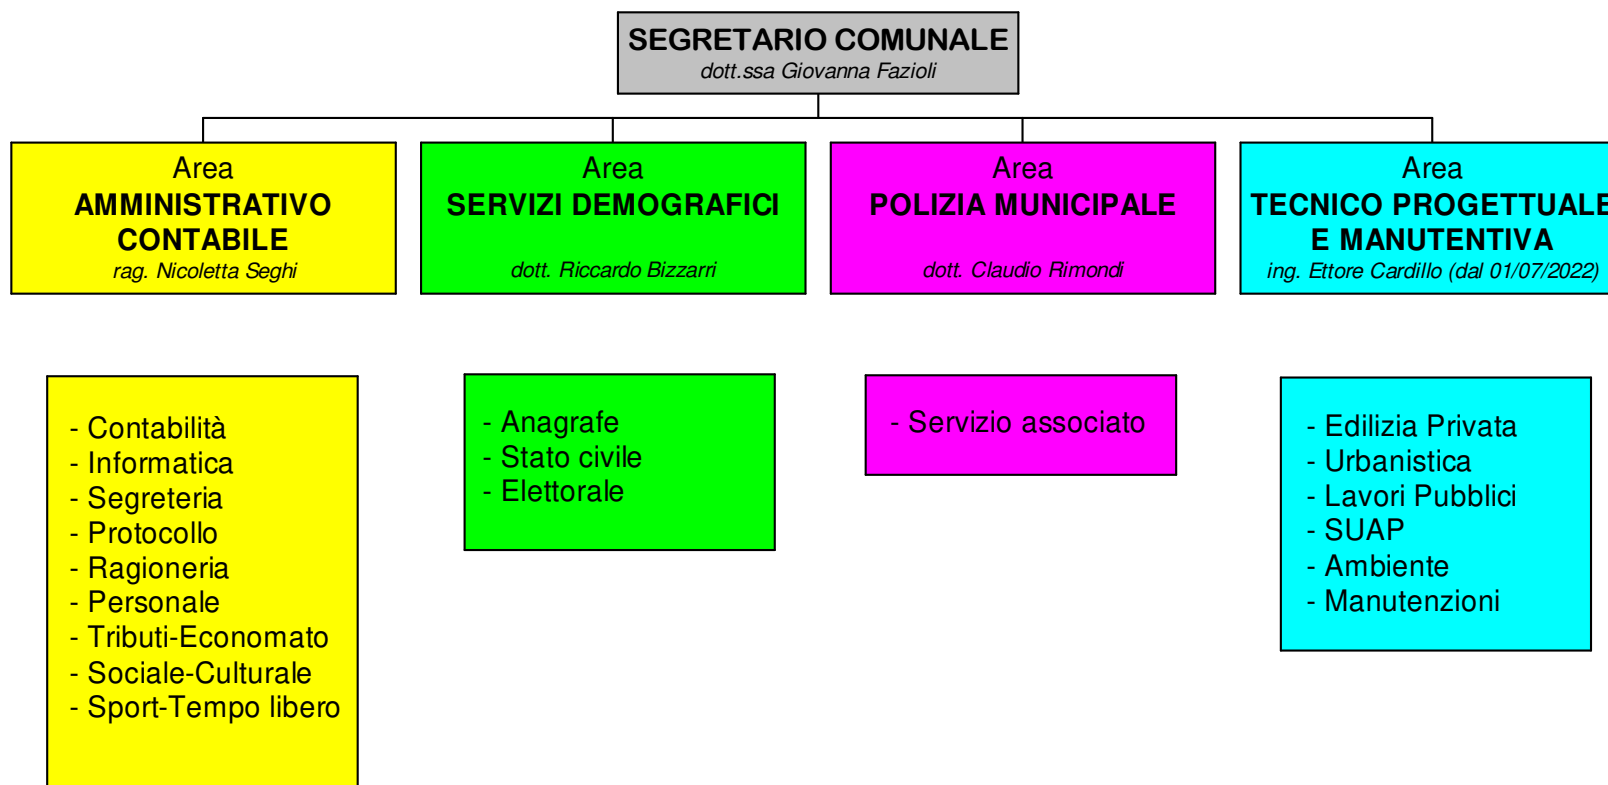 SEGRETARIO COMUNALE
dott.ssa Giovanna Fazioli
Area
AMMINISTRATIVO
CONTABILE
rag. Nicoletta Seghi
Area
SERVIZI DEMOGRAFICI
dott. Riccardo Bizzarri
Area
POLIZIA MUNICIPALE
dott. Claudio Rimondi
Area
TECNICO PROGETTUALE
E MANUTENTIVA
ing. Ettore Cardillo (dal 01/07/2022)
- Contabilità
- Informatica
- Segreteria
- Protocollo
- Ragioneria
- Personale
- Tributi-Economato
- Sociale-Culturale
- Sport-Tempo libero
- Anagrafe
- Stato civile
- Elettorale
- Servizio associato
- Edilizia Privata
- Urbanistica
- Lavori Pubblici
- SUAP
- Ambiente
- Manutenzioni